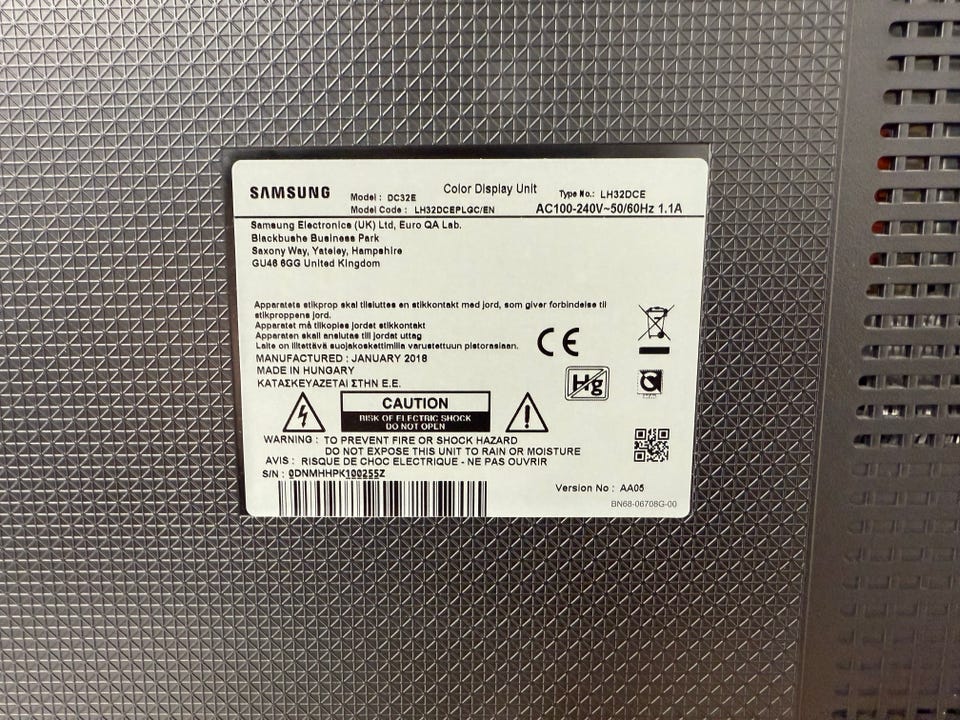 SAMSUNG
Color Display Unit
Model : DC32E
Type No.: LH32DCE
Model Code : LH32DCEPLGC/EN
AC100-240V~50/60Hz 1.1A
Samsung Electronics (UK) Ltd, Euro QA Lab.
Blackbushe Business Park
Saxony Way, Yateley, Hampshire
GU46 6GG United Kingdom
Apparatets stikprop skal tilsluttes en stikkontakt med jord, som giver forbindelse til
stikproppens jord.
Apparatet må tilkoples jordet stikkontakt
Apparaten skall anslutas till jordat uttag
Laite on liitettävä suojakoskettimilla varustettuun pistorasiaan.
MANUFACTURED : JANUARY 2018
MADE IN HUNGARY
ΚΑΤΑΣΚΕΥΑΖΕΤΑΙ ΣΤΗΝ Ε.Ε.
CE
Hg
CAUTION
RISK OF ELECTRIC SHOCK
DO NOT OPEN
WARNING : TO PREVENT FIRE OR SHOCK HAZARD
DO NOT EXPOSE THIS UNIT TO RAIN OR MOISTURE
AVIS : RISQUE DE CHOC ELECTRIQUE - NE PAS OUVRIR
S/N : 0DNMHHPK100255Z
Version No : AA05
BN68-06708G-00